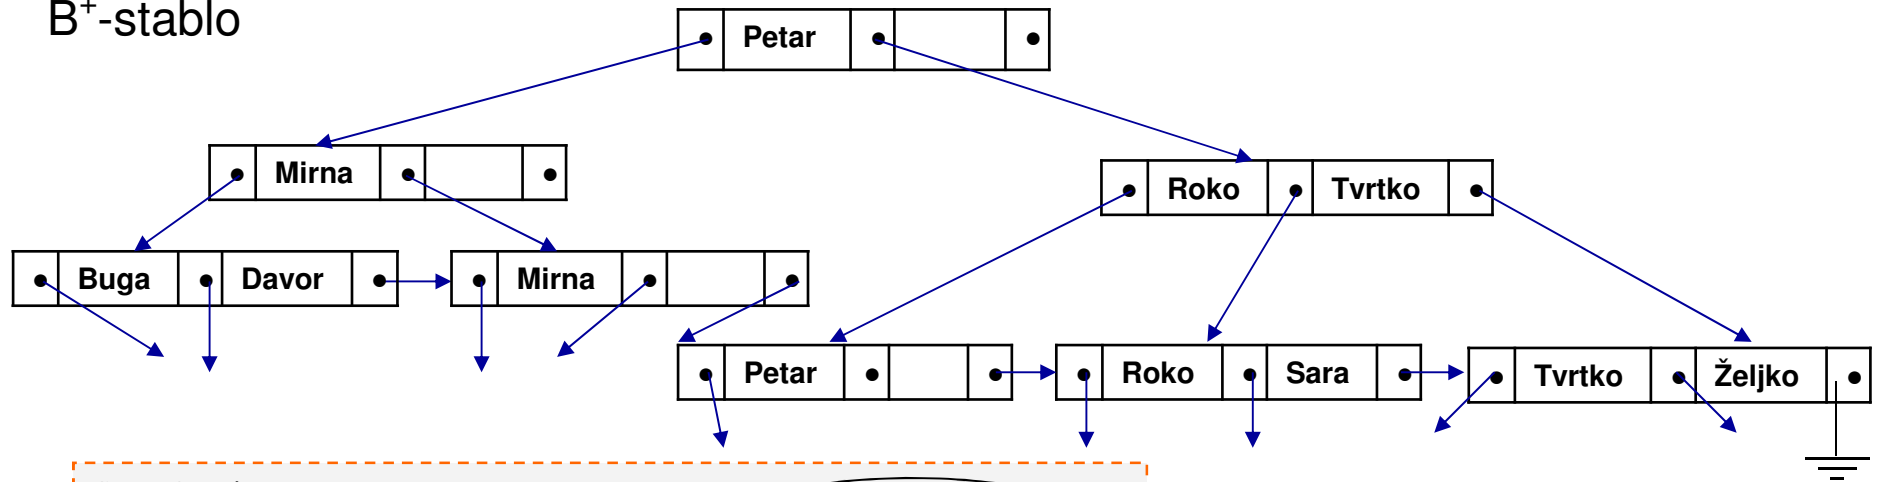 B⁺-stablo
Petar
Mirna
Roko Tvrtko
Buga Davor Mirna
Petar Roko Sara Tvrtko Željko